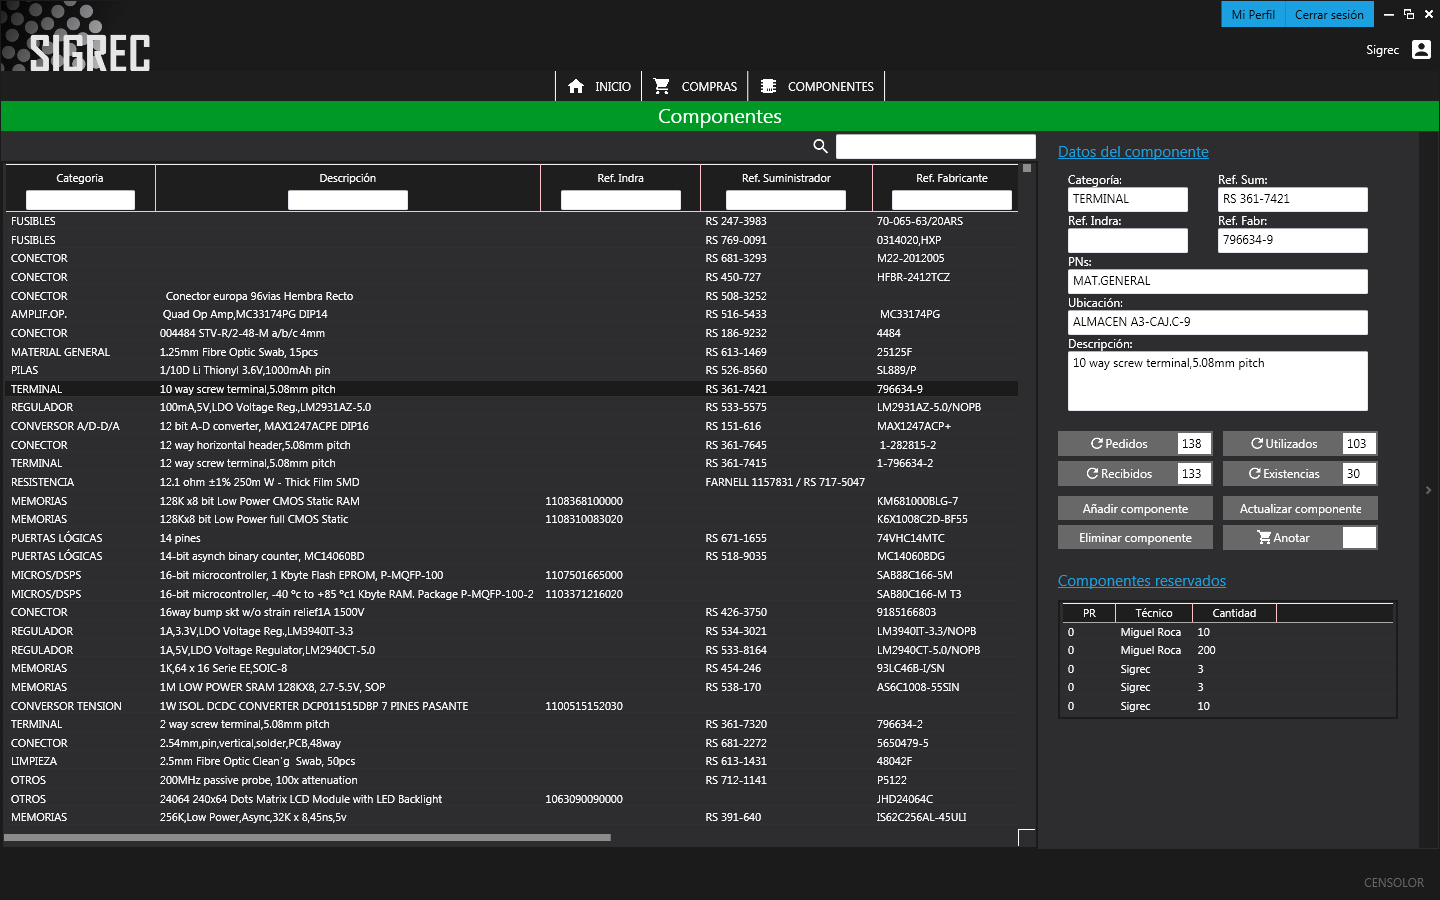 Mi Perfil Cerrar sesión
SIGREC
Sigrec
INICIO COMPRAS COMPONENTES
Componentes
Categoria Descripción Ref. Indra Ref. Suministrador Ref. Fabricante
FUSIBLES RS 247-3983 70-065-63/20ARS
FUSIBLES RS 769-0091 0314020,HXP
CONECTOR RS 681-3293 M22-2012005
CONECTOR RS 450-727 HFBR-2412TCZ
CONECTOR Conector europa 96vias Hembra Recto RS 508-3252
AMPLIF.OP. Quad Op Amp,MC33174PG DIP14 RS 516-5433 MC33174PG
CONECTOR 004484 STV-R/2-48-M a/b/c 4mm RS 186-9232 4484
MATERIAL GENERAL 1.25mm Fibre Optic Swab, 15pcs RS 613-1469 25125F
PILAS 1/10D Li Thionyl 3.6V,1000mAh pin RS 526-8560 SL889/P
TERMINAL 10 way screw terminal,5.08mm pitch RS 361-7421 796634-9
REGULADOR 100mA,5V,LDO Voltage Reg.,LM2931AZ-5.0 RS 533-5575 LM2931AZ-5.0/NOPB
CONVERSOR A/D-D/A 12 bit A-D converter, MAX1247ACPE DIP16 RS 151-616 MAX1247ACP+
CONECTOR 12 way horizontal header,5.08mm pitch RS 361-7645 1-282815-2
TERMINAL 12 way screw terminal,5.08mm pitch RS 361-7415 1-796634-2
RESISTENCIA 12.1 ohm ±1% 250m W - Thick Film SMD FARNELL 1157831 / RS 717-5047
MEMORIAS 128K x8 bit Low Power CMOS Static RAM 1108368100000 KM681000BLG-7
MEMORIAS 128Kx8 bit Low Power full CMOS Static 1108310083020 K6X1008C2D-BF55
PUERTAS LÓGICAS 14 pines RS 671-1655 74VHC14MTC
PUERTAS LÓGICAS 14-bit asynch binary counter, MC14060BD RS 518-9035 MC14060BDG
MICROS/DSPS 16-bit microcontroller, 1 Kbyte Flash EPROM, P-MQFP-100 1107501665000 SAB88C166-5M
MICROS/DSPS 16-bit microcontroller, -40 ºc to +85 ºc1 Kbyte RAM. Package P-MQFP-100-2 1103371216020 SAB80C166-M T3
CONECTOR 16way bump skt w/o strain relief1A 1500V RS 426-3750 9185166803
REGULADOR 1A,3.3V,LDO Voltage Reg.,LM3940IT-3.3 RS 534-3021 LM3940IT-3.3/NOPB
REGULADOR 1A,5V,LDO Voltage Regulator,LM2940CT-5.0 RS 533-8164 LM2940CT-5.0/NOPB
MEMORIAS 1K,64 x 16 Serie EE,SOIC-8 RS 454-246 93LC46B-I/SN
MEMORIAS 1M LOW POWER SRAM 128KX8, 2.7-5.5V, SOP RS 538-170 AS6C1008-55SIN
CONVERSOR TENSION 1W ISOL. DCDC CONVERTER DCP011515DBP 7 PINES PASANTE 1100515152030
TERMINAL 2 way screw terminal,5.08mm pitch RS 361-7320 796634-2
CONECTOR 2.54mm,pin,vertical,solder,PCB,48way RS 681-2272 5650479-5
LIMPIEZA 2.5mm Fibre Optic Clean´g Swab, 50pcs RS 613-1431 48042F
OTROS 200MHz passive probe, 100x attenuation RS 712-1141 P5122
OTROS 24064 240x64 Dots Matrix LCD Module with LED Backlight 1063090090000 JHD24064C
MEMORIAS 256K,Low Power,Async,32K x 8,45ns,5v RS 391-640 IS62C256AL-45ULI
Datos del componente
Categoría: Ref. Sum:
TERMINAL RS 361-7421
Ref. Indra: Ref. Fabr:
796634-9
PNs:
MAT.GENERAL
Ubicación:
ALMACEN A3-CAJ.C-9
Descripción:
10 way screw terminal,5.08mm pitch
Pedidos 138 Utilizados 103
Recibidos 133 Existencias 30
Añadir componente Actualizar componente
Eliminar componente Anotar
Componentes reservados
PR Técnico Cantidad
0 Miguel Roca 10
0 Miguel Roca 200
0 Sigrec 3
0 Sigrec 3
0 Sigrec 10
CENSOLOR